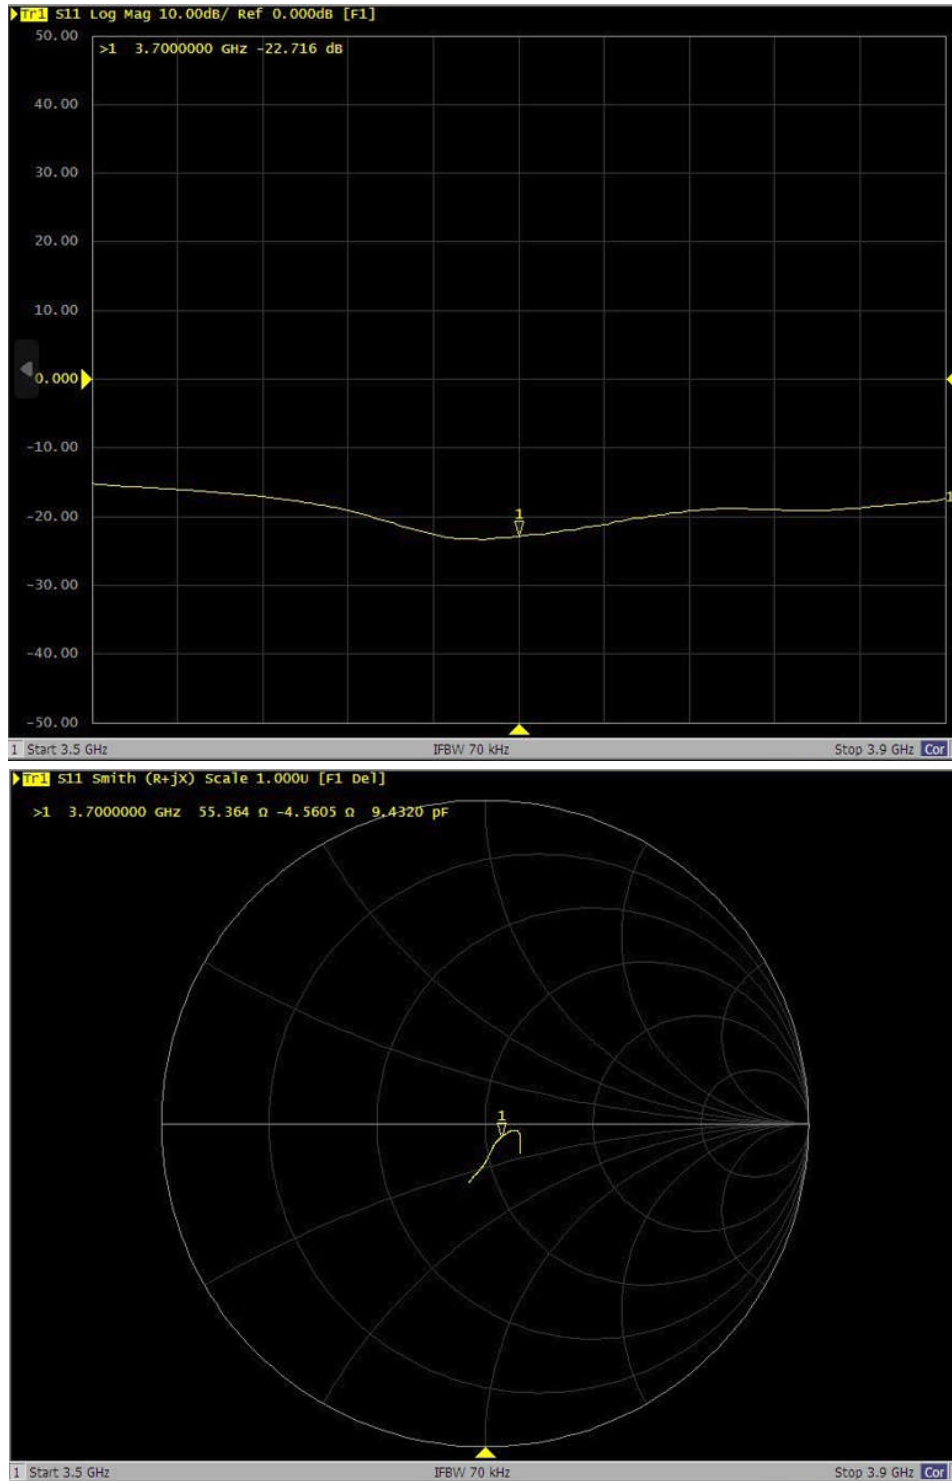 Tr1 S11 Log Mag 10.00dB/ Ref 0.000dB [F1]
50.00
>1 3.7000000 GHz -22.716 dB
40.00
30.00
20.00
10.00
0.000
-10.00
1
1
-20.00
-30.00
-40.00
-50.00
1 Start 3.5 GHz IFBW 70 kHz Stop 3.9 GHz Cor
Tr1 S11 Smith (R+jX) Scale 1.000U [F1 Del]
>1 3.7000000 GHz 55.364 Ω -4.5605 Ω 9.4320 pF
1
1 Start 3.5 GHz IFBW 70 kHz Stop 3.9 GHz Cor